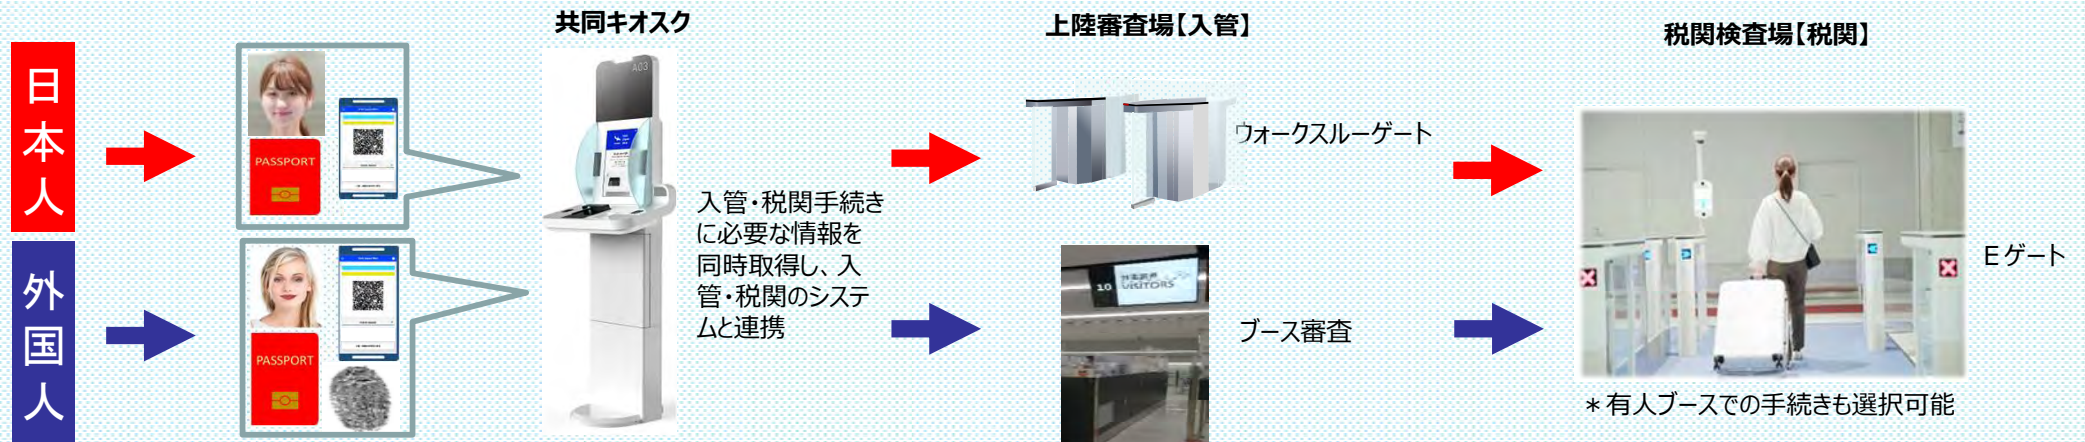 共同キオスク
上陸審査場【入管】
税関検査場【税関】
日本人
PASSPORT
A03
ウォークスルーゲート
入管・税関手続き
に必要な情報を
同時取得し、入
管・税関のシステ
ムと連携
外国人
PASSPORT
10
VISITORS
ブース審査
Eゲート
＊有人ブースでの手続きも選択可能